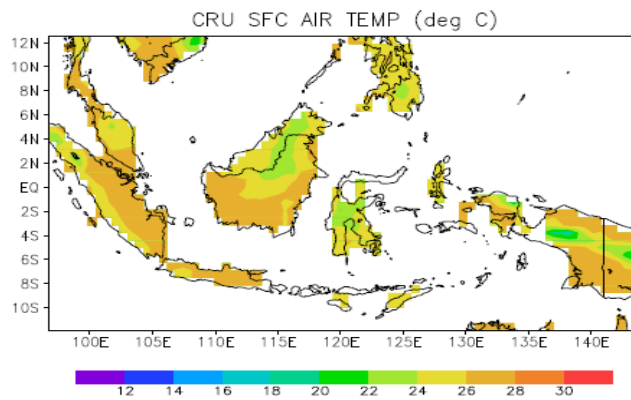 CRU SFC AIR TEMP (deg C)
12N
10N
8N
6N
4N
2N
EQ
2S
4S
6S
8S
10S
100E 105E 110E 115E 120E 125E 130E 135E 140E
12 14 16 18 20 22 24 26 28 30